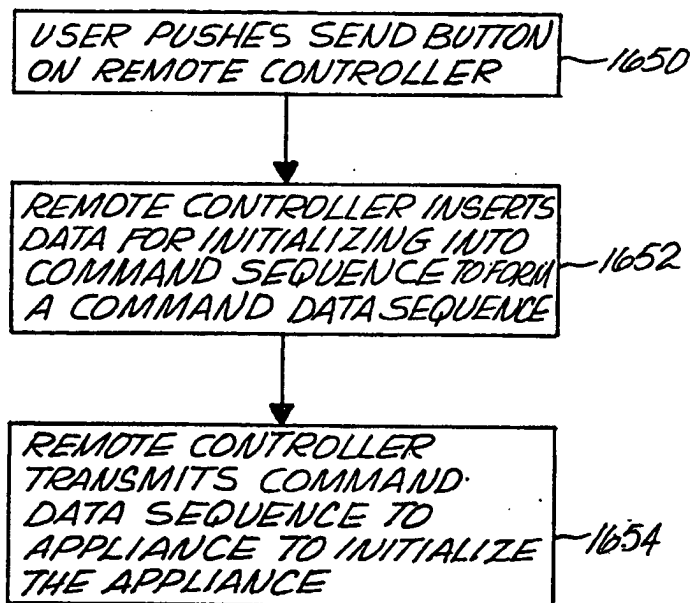 USER PUSHES SEND BUTTON
ON REMOTE CONTROLLER
1650
REMOTE CONTROLLER INSERTS
DATA FOR INITIALIZING INTO
COMMAND SEQUENCE TO FORM
A COMMAND DATA SEQUENCE
1652
REMOTE CONTROLLER
TRANSMITS COMMAND
DATA SEQUENCE TO
APPLIANCE TO INITIALIZE
THE APPLIANCE
1654